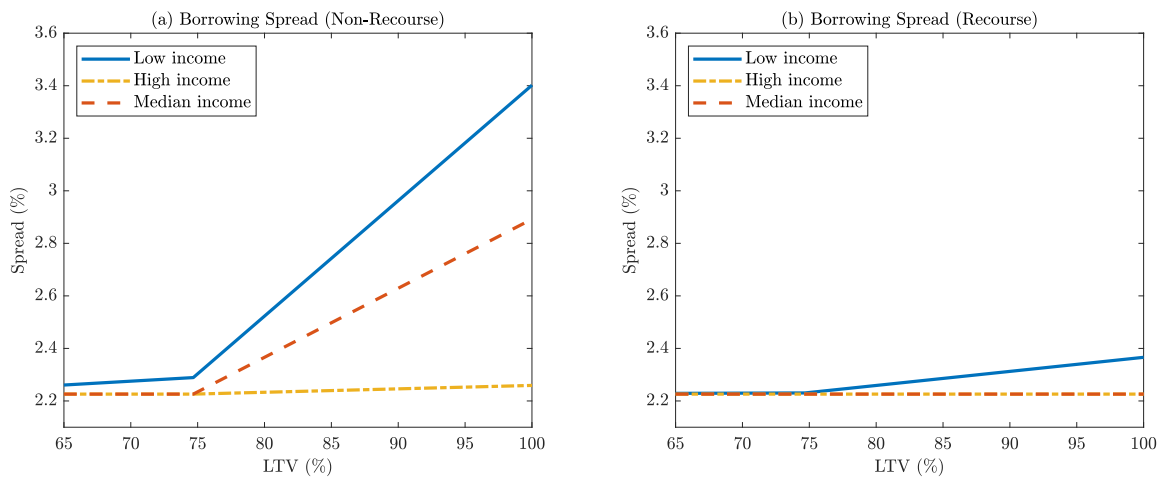 (a) Borrowing Spread (Non-Recourse)
3.6
3.4
3.2
3
2.8
2.6
2.4
2.2
Spread (%)
Low income
High income
Median income
65 70 75 80 85 90 95 100
LTV (%)
(b) Borrowing Spread (Recourse)
3.6
3.4
3.2
3
2.8
2.6
2.4
2.2
Spread (%)
Low income
High income
Median income
65 70 75 80 85 90 95 100
LTV (%)